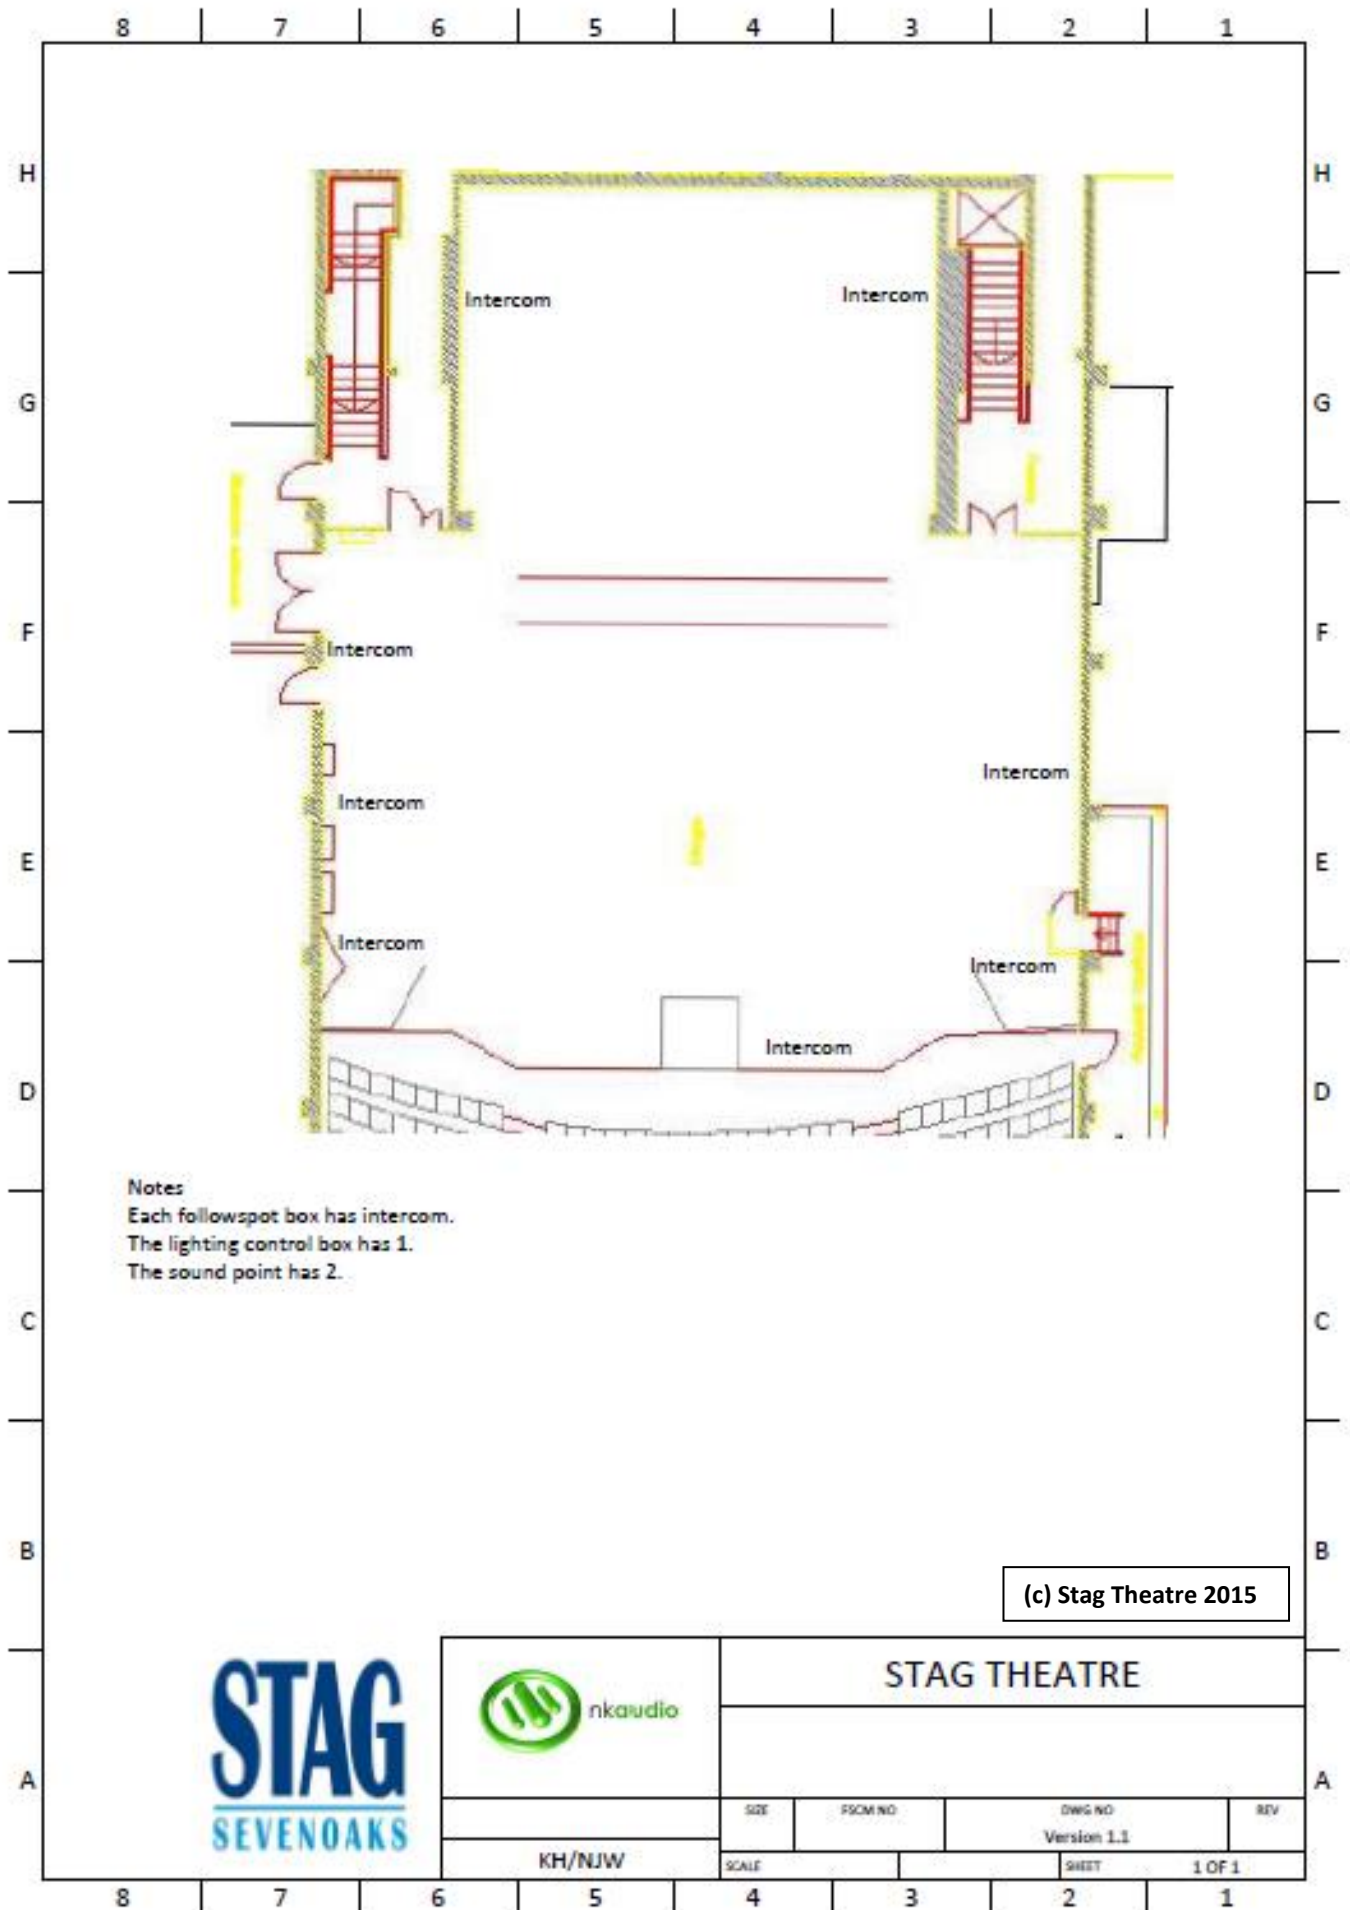 8 7 6 5 4 3 2 1
H H
Intercom Intercom
G G
F F
Intercom
Intercom
Intercom
E E
Intercom
Intercom
Intercom
D D
Notes
Each followspot box has intercom.
The lighting control box has 1.
The sound point has 2.
C C
B B
(c) Stag Theatre 2015
STAG
SEVENOAKS
nkaudio
STAG THEATRE
A A
SIZE FSCM NO DWG NO REV
Version 1.1
KH/NJW
SCALE SHEET 1 OF 1
8 7 6 5 4 3 2 1